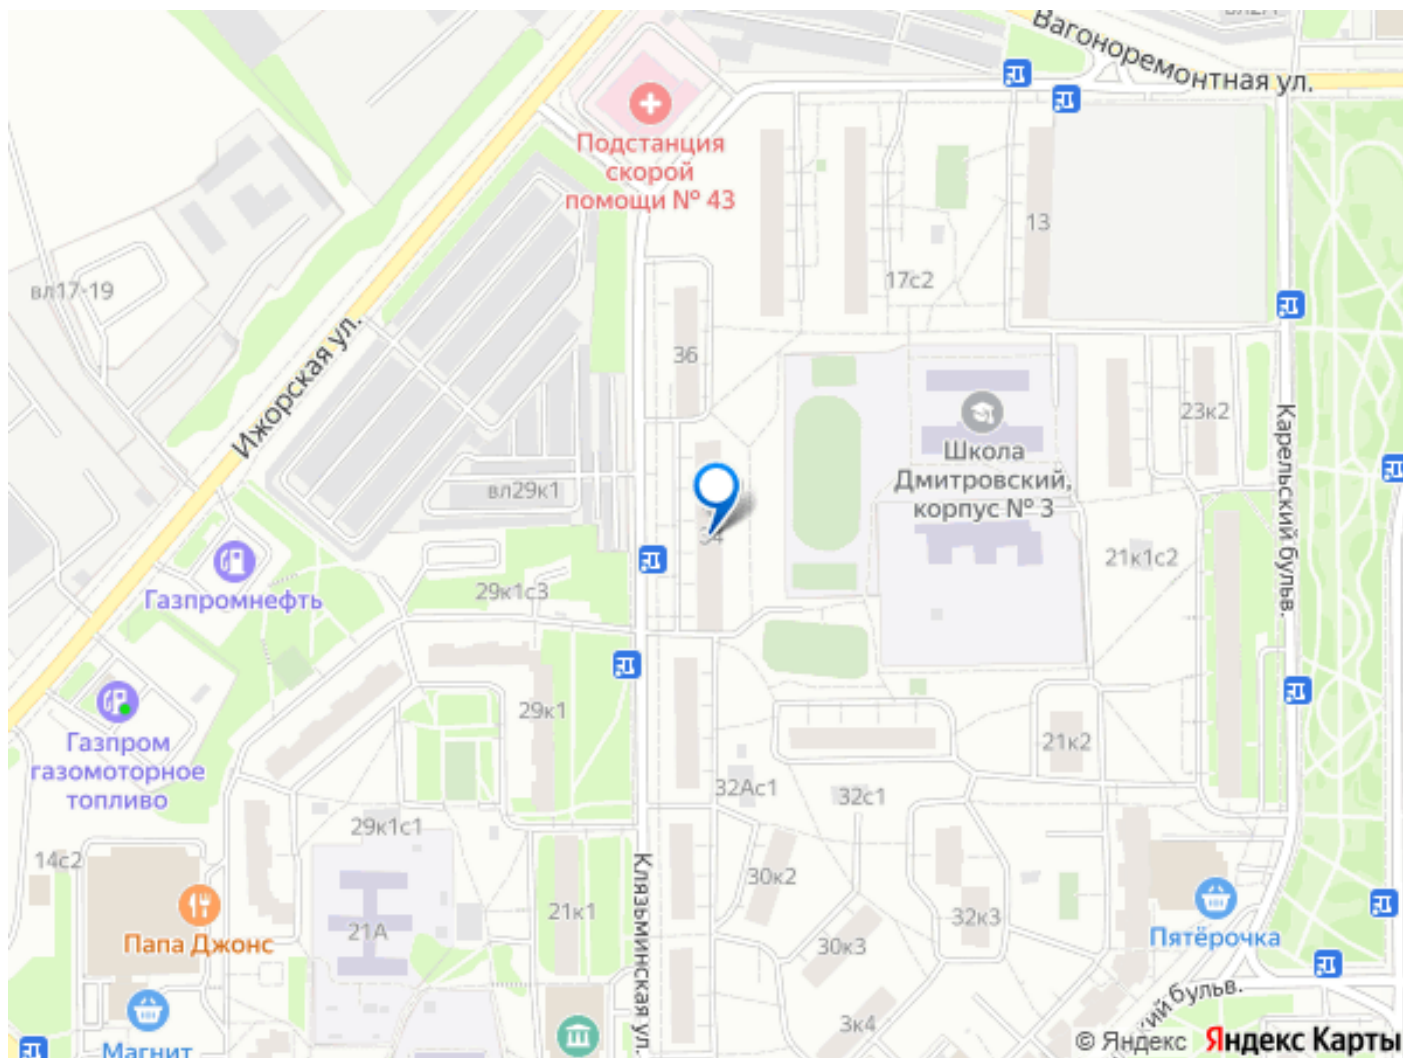 Вагоноремонтная ул.
Подстанция
скорой
помощи № 43
13
17с2
вл17-19
Ижорская ул.
36
23к2
Карельский бульв.
Школа
Дмитровский,
корпус № 3
вл29к1
34
21к1с2
Газпромнефть
29к1с3
29к1
Газпром
газомоторное
топливо
21к2
32Ас1
32с1
29к1с1
14с2
30к2
Клязьминская ул.
21к1
32к3
21А
Папа Джонс
30к3
Пятёрочка
кий бульв.
3к4
Магнит
© Яндекс Яндекс Карты